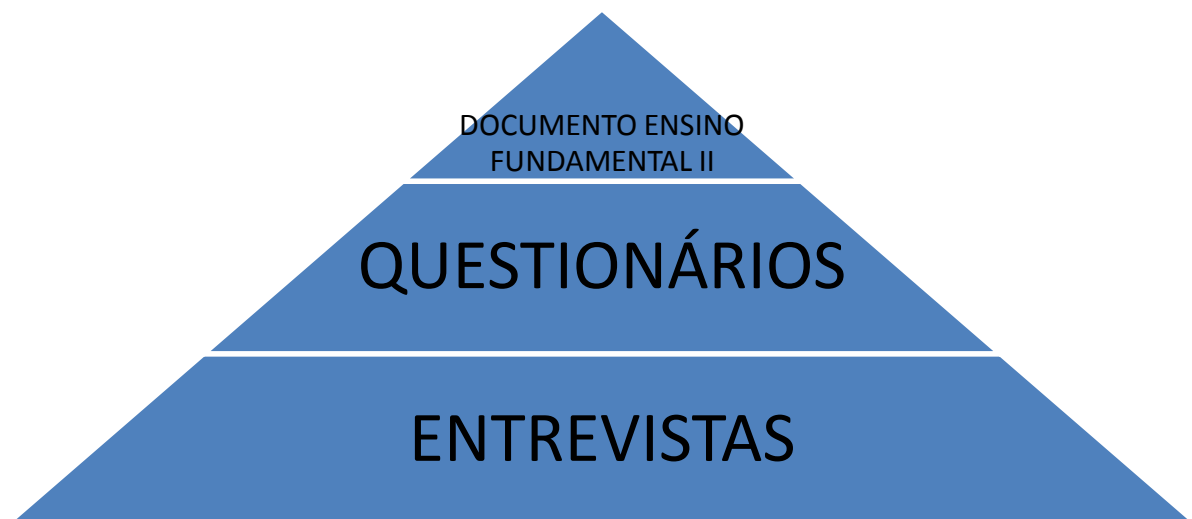 DOCUMENTO ENSINO
FUNDAMENTAL II
QUESTIONÁRIOS
ENTREVISTAS